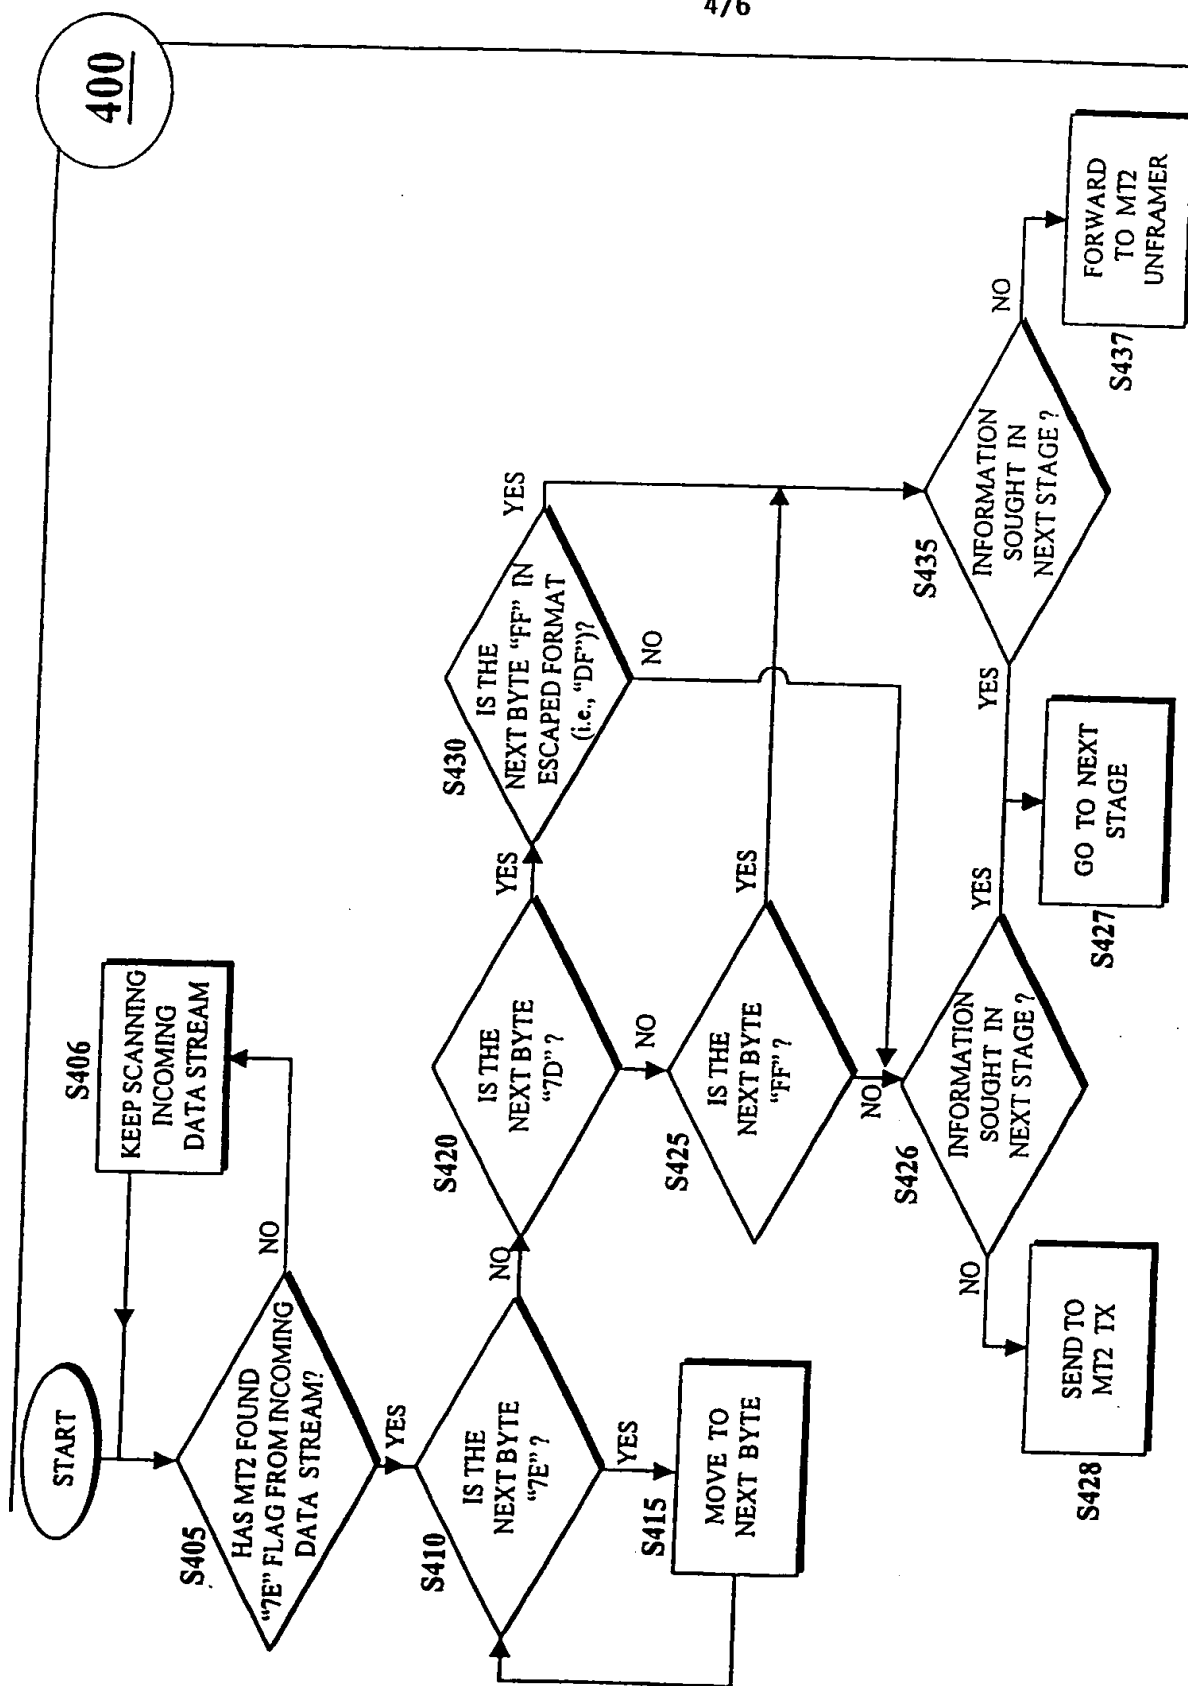 4/6
400
START
S405
HAS MT2 FOUND
“7E” FLAG FROM INCOMING
DATA STREAM?
NO
YES
S406
KEEP SCANNING
INCOMING
DATA STREAM
S410
IS THE
NEXT BYTE
“7E” ?
NO
YES
S415
MOVE TO
NEXT BYTE
S420
IS THE
NEXT BYTE
“7D” ?
YES
NO
S430
IS THE
NEXT BYTE “FF” IN
ESCAPED FORMAT
(i.e., “DF”)?
YES
NO
S425
IS THE
NEXT BYTE
“FF” ?
YES
NO
S426
INFORMATION
SOUGHT IN
NEXT STAGE ?
NO
YES
S428
SEND TO
MT2 TX
S427
GO TO NEXT
STAGE
S435
INFORMATION
SOUGHT IN
NEXT STAGE ?
YES
NO
S437
FORWARD
TO MT2
UNFRAMER